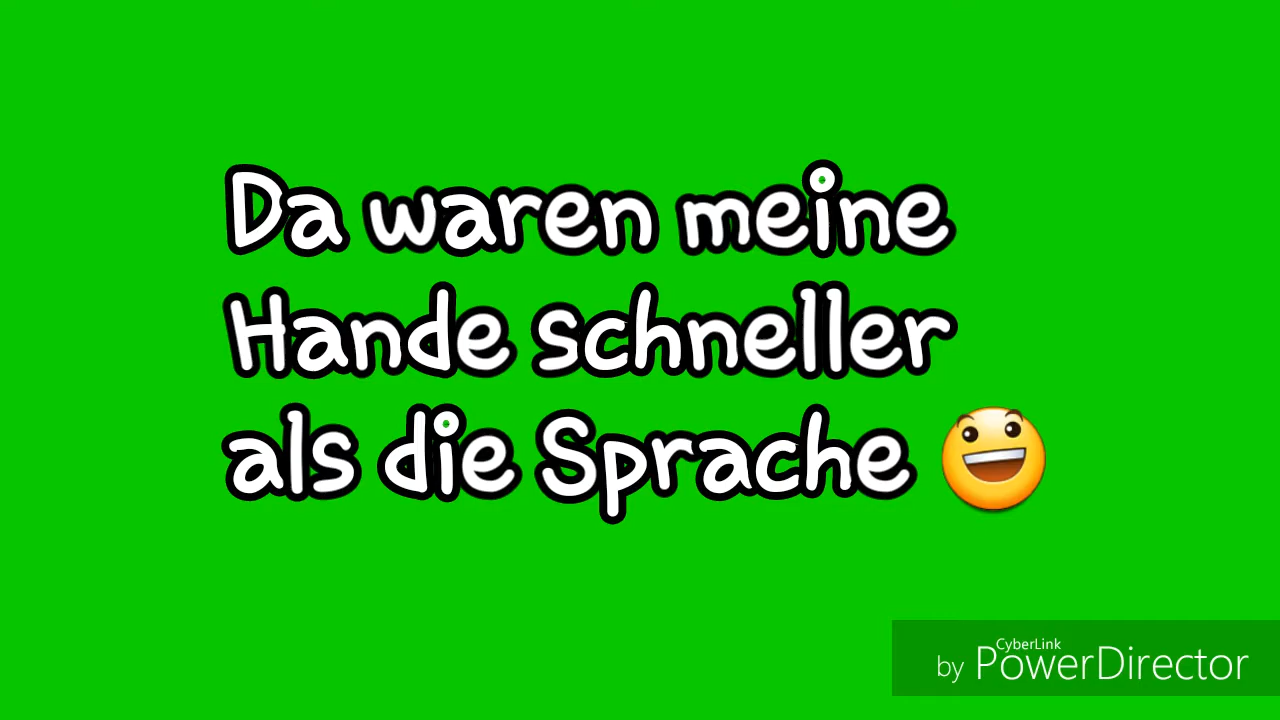 Da waren meine
Hande schneller
als die Sprache 😃
CyberLink
by PowerDirector